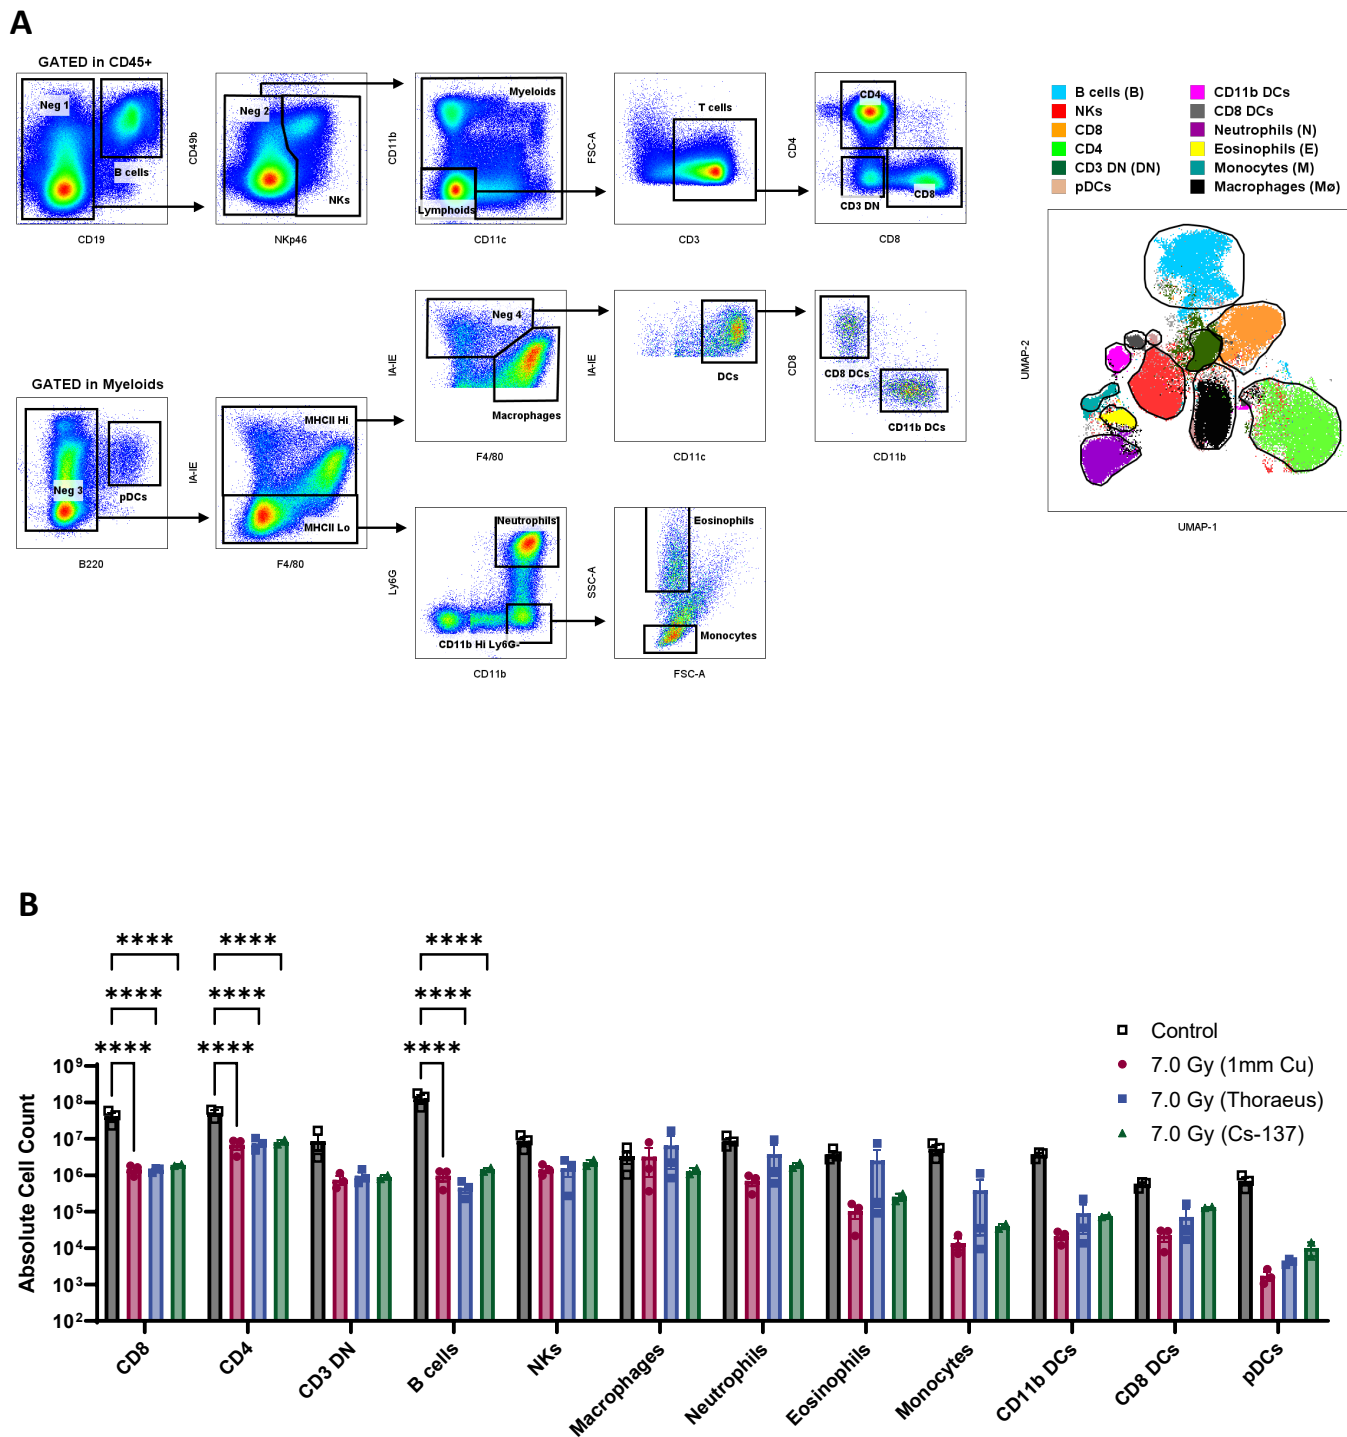 A
GATED in CD45+
Neg 1
B cells
CD19
CD49b
Neg 2
NKs
NKp46
CD11b
Myeloids
Lymphoids
CD11c
FSC-A
T cells
CD3
CD4
CD4
CD3 DN
CD8
CD8
B cells (B)
NKs
CD8
CD4
CD3 DN (DN)
pDCs
CD11b DCs
CD8 DCs
Neutrophils (N)
Eosinophils (E)
Monocytes (M)
Macrophages (Mø)
UMAP-2
UMAP-1
IA-IE
Neg 4
Macrophages
F4/80
IA-IE
DCs
CD11c
CD8
CD8 DCs
CD11b DCs
CD11b
GATED in Myeloids
Neg 3
pDCs
B220
IA-IE
MHCII Hi
MHCII Lo
F4/80
Ly6G
Neutrophils
CD11b Hi Ly6G-
CD11b
SSC-A
Eosinophils
Monocytes
FSC-A
B
**** **** ****
**** **** ****
**** **** ****
Control
7.0 Gy (1mm Cu)
7.0 Gy (Thoraeus)
7.0 Gy (Cs-137)
Absolute Cell Count
10⁹
10⁸
10⁷
10⁶
10⁵
10⁴
10³
10²
CD8
CD4
CD3 DN
B cells
NKs
Macrophages
Neutrophils
Eosinophils
Monocytes
CD11b DCs
CD8 DCs
pDCs